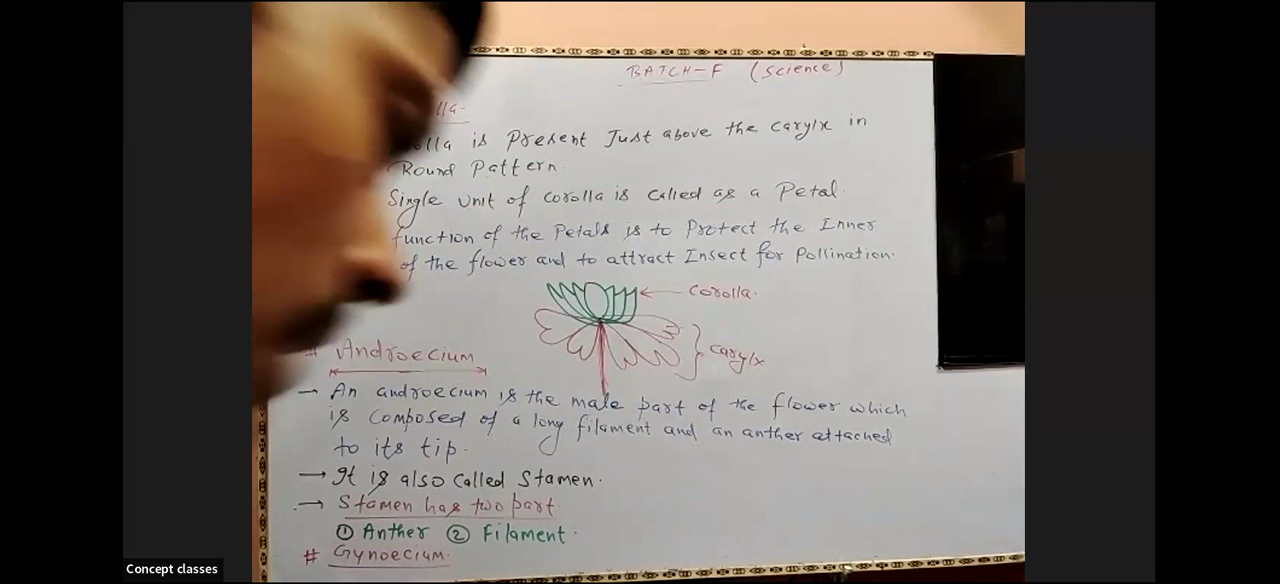 BATCH-F (Science)
is Present Just above the Carylx in
Round Pattern.
Single unit of corolla is called as a Petal.
function of the Petals is to Protect the Inner
of the flower and to attract Insect for Pollination.
Corolla.
Carylx
# Androecium
→ An androecium is the male part of the flower which
is composed of a long filament and an anther attached
to its tip.
→ It is also called Stamen.
→ Stamen has two part
① Anther ② Filament.
# Gynoecium.
Concept classes